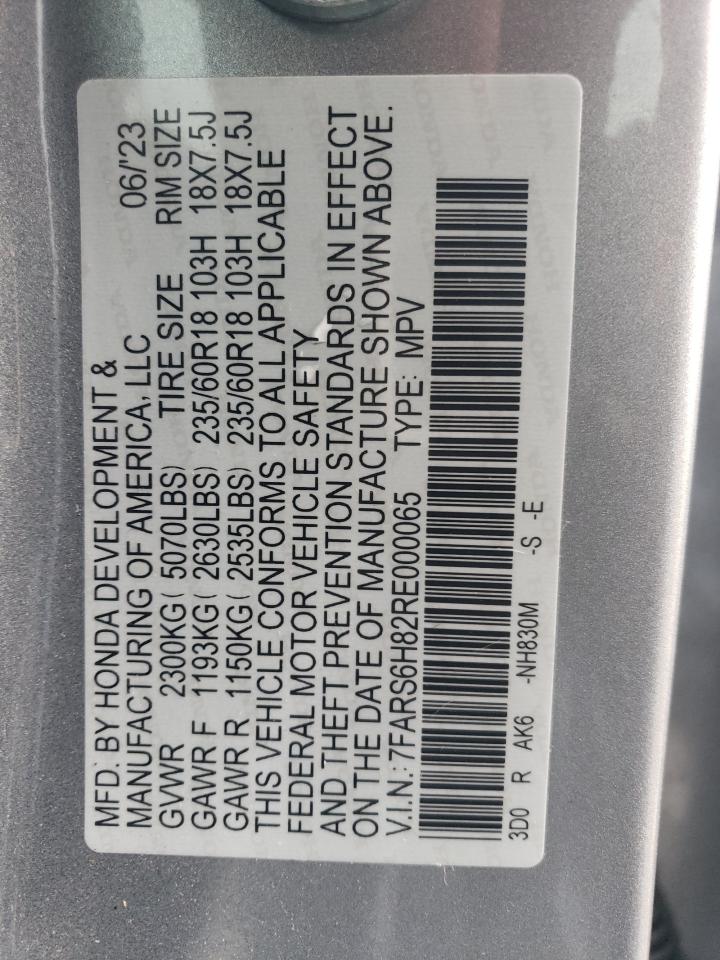 MFD. BY HONDA DEVELOPMENT &
MANUFACTURING OF AMERICA, LLC 06/'23
GVWR 2300KG( 5070LBS) TIRE SIZE RIM SIZE
GAWR F 1193KG( 2630LBS) 235/60R18 103H 18X7.5J
GAWR R 1150KG( 2535LBS) 235/60R18 103H 18X7.5J
THIS VEHICLE CONFORMS TO ALL APPLICABLE
FEDERAL MOTOR VEHICLE SAFETY
AND THEFT PREVENTION STANDARDS IN EFFECT
ON THE DATE OF MANUFACTURE SHOWN ABOVE.
V.I.N.: 7FARS6H82RE000065 TYPE: MPV
3D0 R AK6 -NH830M -S -E